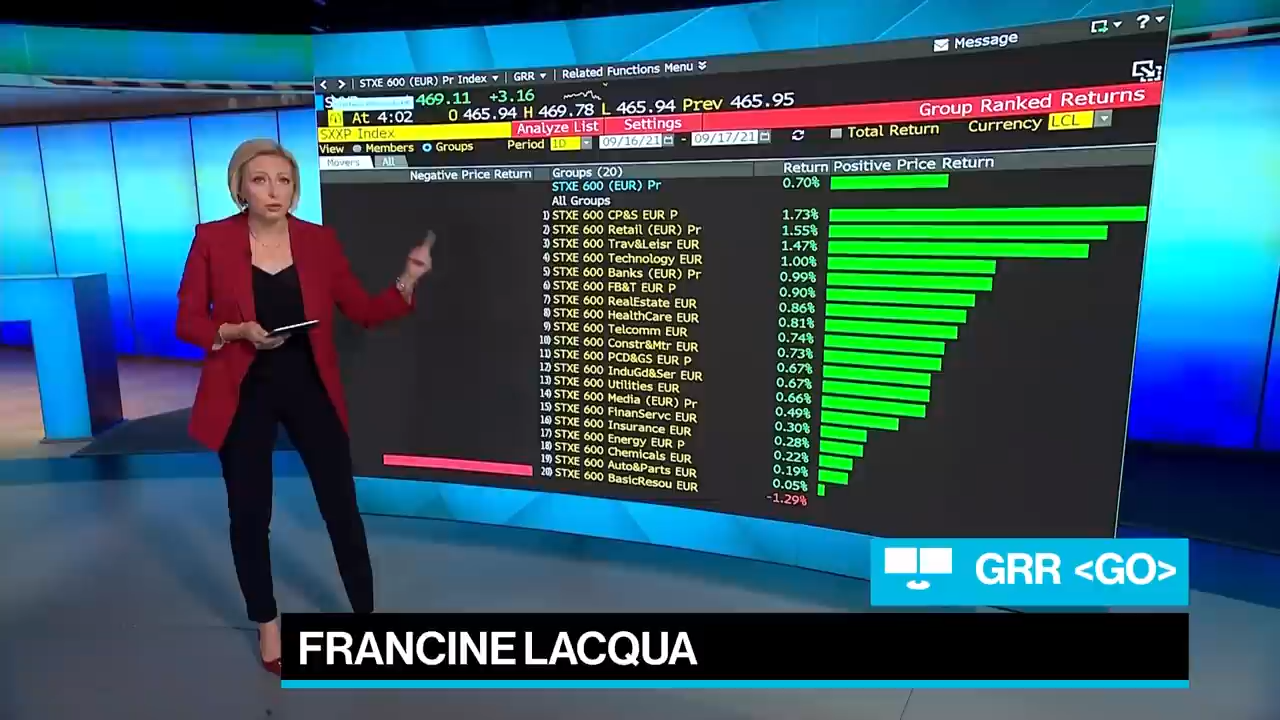 Message
?
< > STXE 600 (EUR) Pr Index GRR Related Functions Menu
469.11 +3.16
At 4:02 O 465.94 H 469.78 L 465.94 Prev 465.95
SXXP Index Analyze List Settings Group Ranked Returns
View Members Groups Period 1D 09/16/21 - 09/17/21 Total Return Currency LCL
Movers All
Negative Price Return Groups (20) Return Positive Price Return
STXE 600 (EUR) Pr 0.70%
All Groups
1) STXE 600 CP&S EUR P 1.73%
2) STXE 600 Retail (EUR) Pr 1.55%
3) STXE 600 Trav&Leisr EUR 1.47%
4) STXE 600 Technology EUR 1.00%
5) STXE 600 Banks (EUR) Pr 0.99%
6) STXE 600 FB&T EUR P 0.90%
7) STXE 600 RealEstate EUR 0.86%
8) STXE 600 HealthCare EUR 0.81%
9) STXE 600 Telcomm EUR 0.74%
10) STXE 600 Constr&Mtr EUR 0.73%
11) STXE 600 PCD&GS EUR P 0.67%
12) STXE 600 InduGd&Ser EUR 0.67%
13) STXE 600 Utilities EUR 0.66%
14) STXE 600 Media (EUR) Pr 0.49%
15) STXE 600 FinanServc EUR 0.30%
16) STXE 600 Insurance EUR 0.28%
17) STXE 600 Energy EUR P 0.22%
18) STXE 600 Chemicals EUR 0.19%
19) STXE 600 Auto&Parts EUR 0.05%
20) STXE 600 BasicResou EUR -1.29%
GRR <GO>
FRANCINE LACQUA